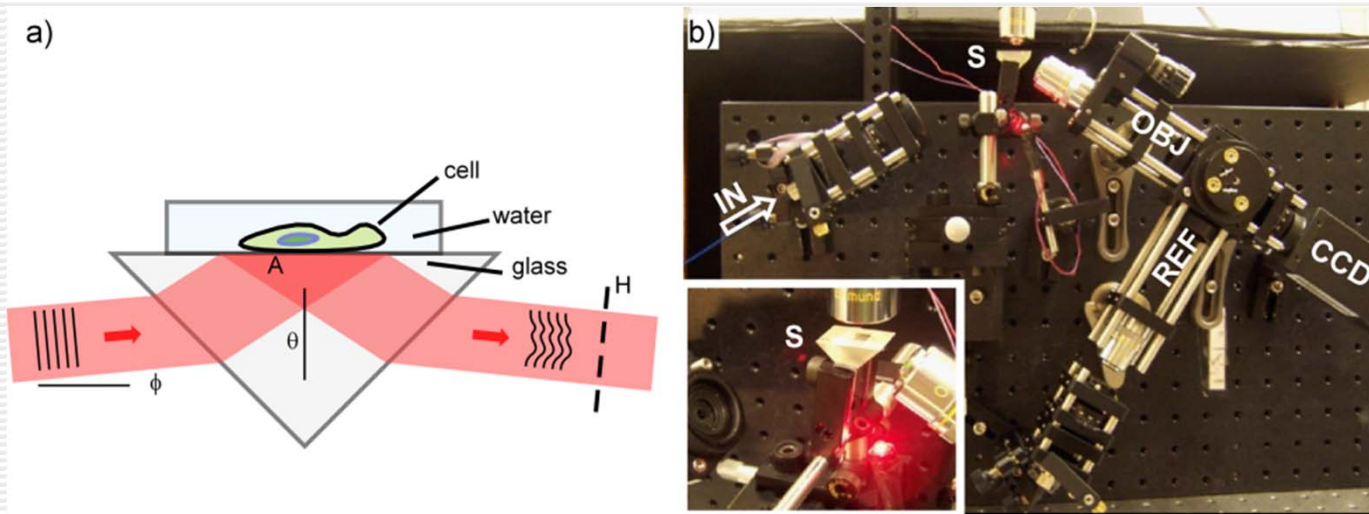 a)
cell
water
glass
A
H
θ
ϕ
b)
S
OBJ
IN
REF
CCD
S